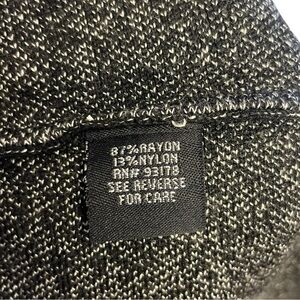 87%RAYON
13%NYLON
RN# 93178
SEE REVERSE
FOR CARE